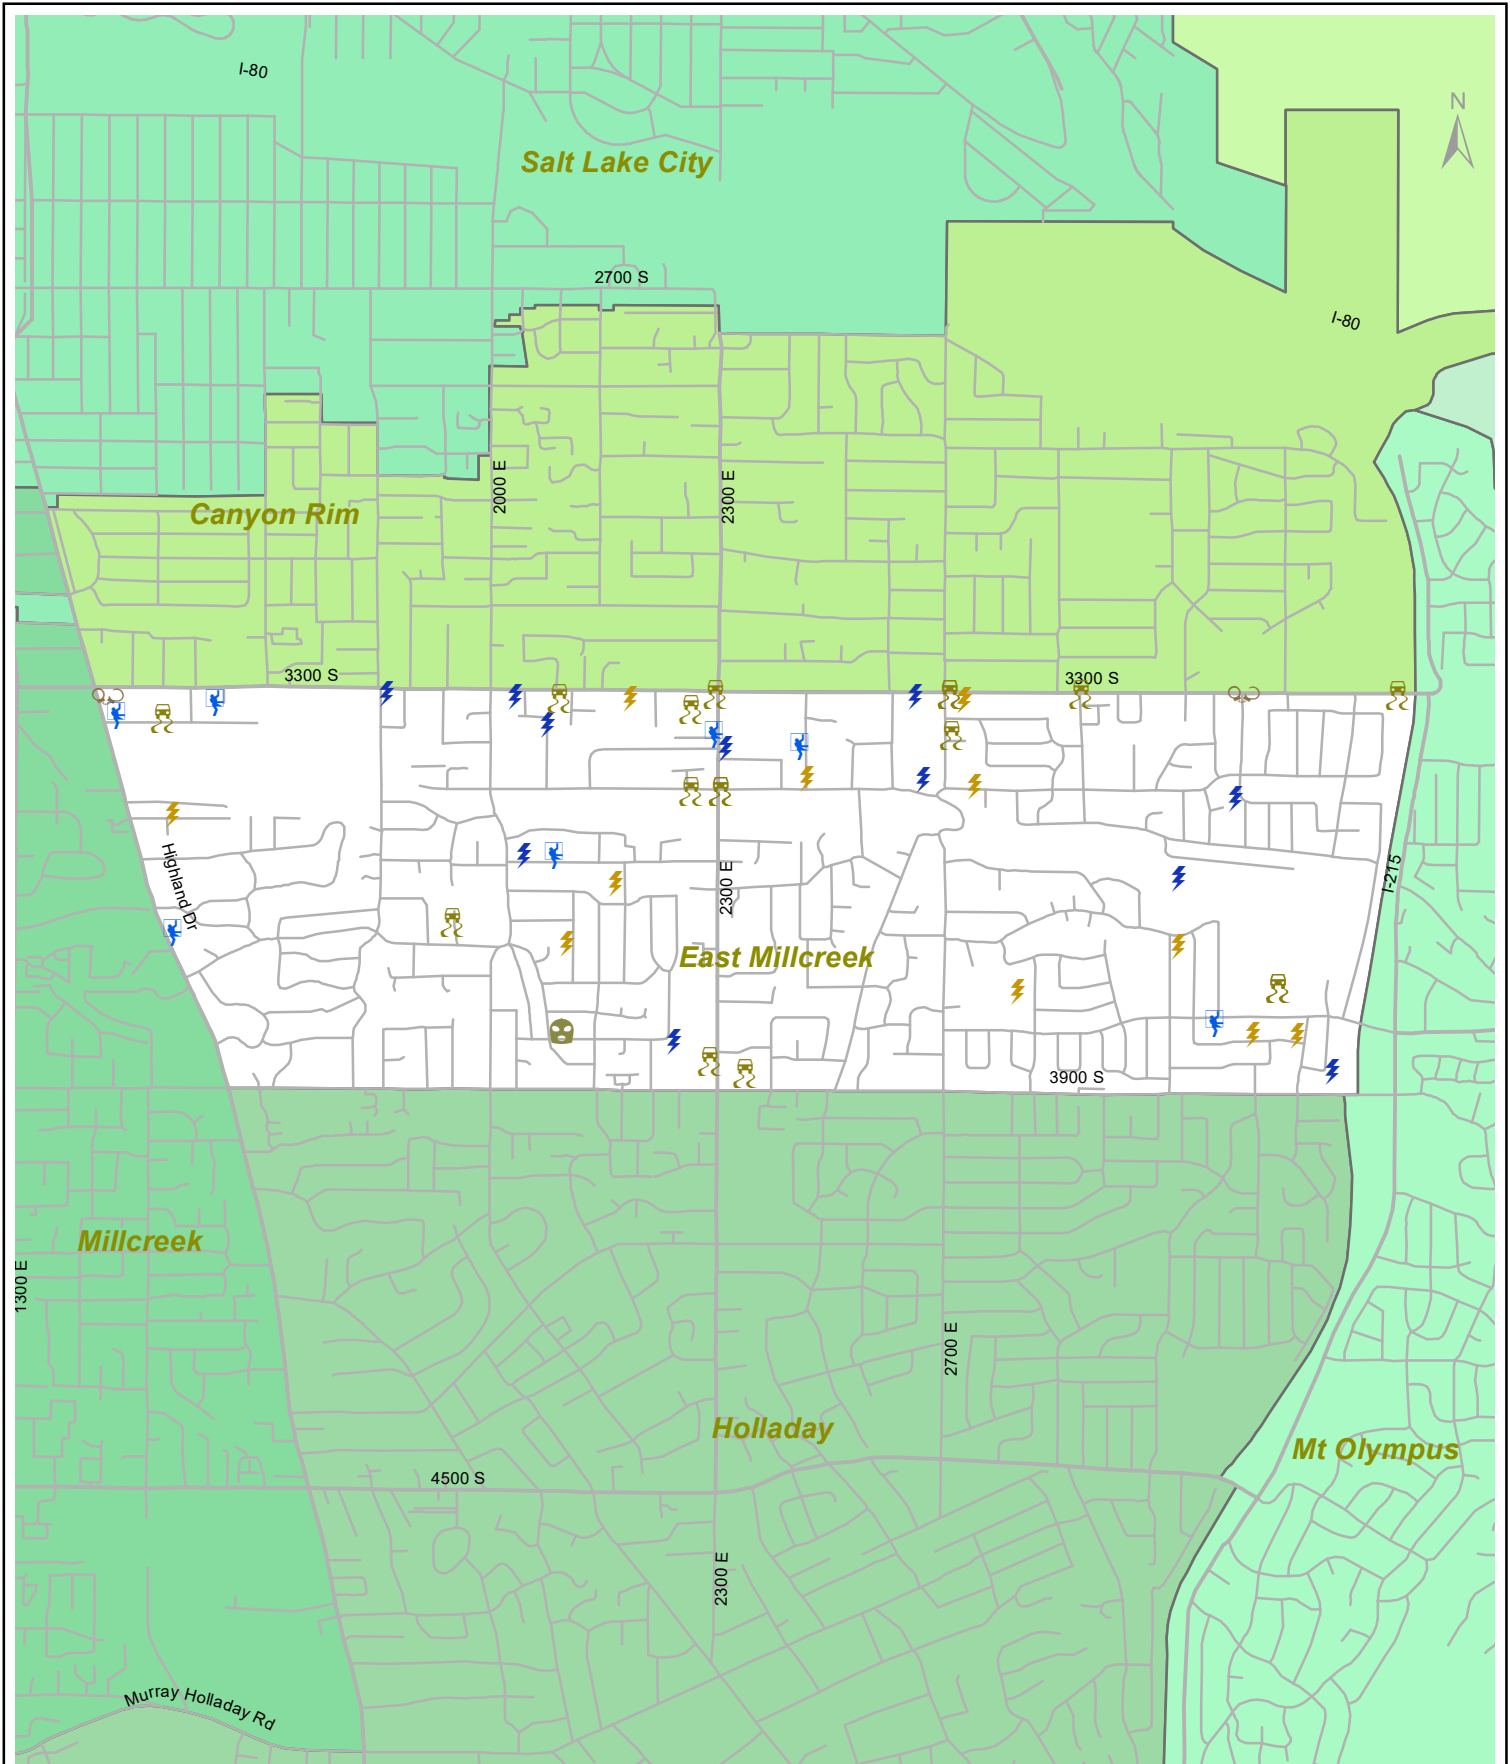 I-80
N
Salt Lake City
2700 S
I-80
2000 E
2300 E
Canyon Rim
3300 S
3300 S
Highland Dr
2300 E
I-215
East Millcreek
3900 S
Millcreek
1300 E
2700 E
Holladay
Mt Olympus
4500 S
2300 E
Murray Holladay Rd